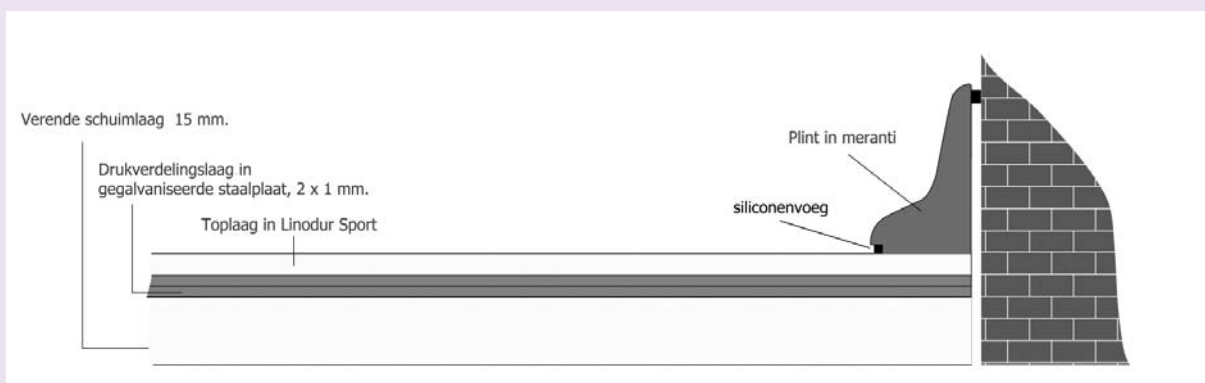 Verende schuimlaag 15 mm.
Drukverdelingslaag in
gegalvaniseerde staalplaat, 2 x 1 mm.
Toplaag in Linodur Sport
Plint in meranti
siliconenvoeg